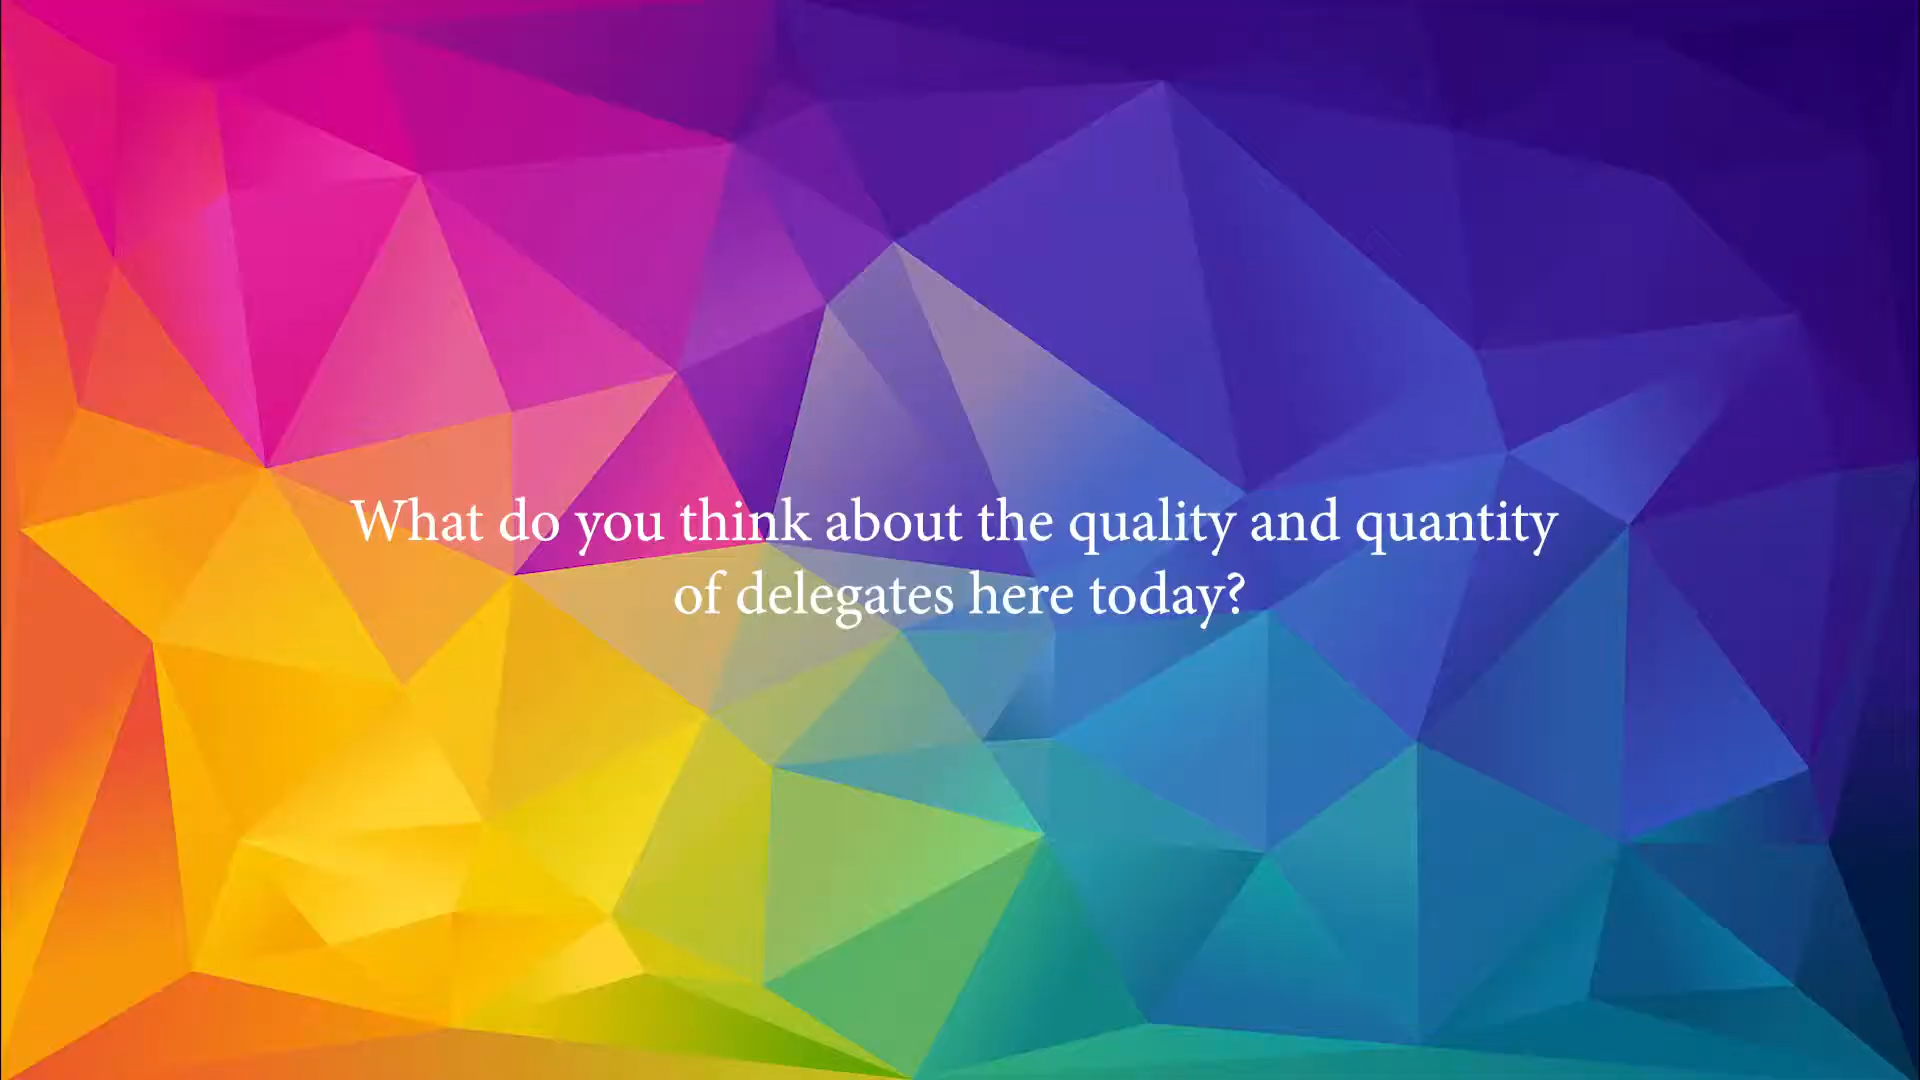 What do you think about the quality and quantity
of delegates here today?